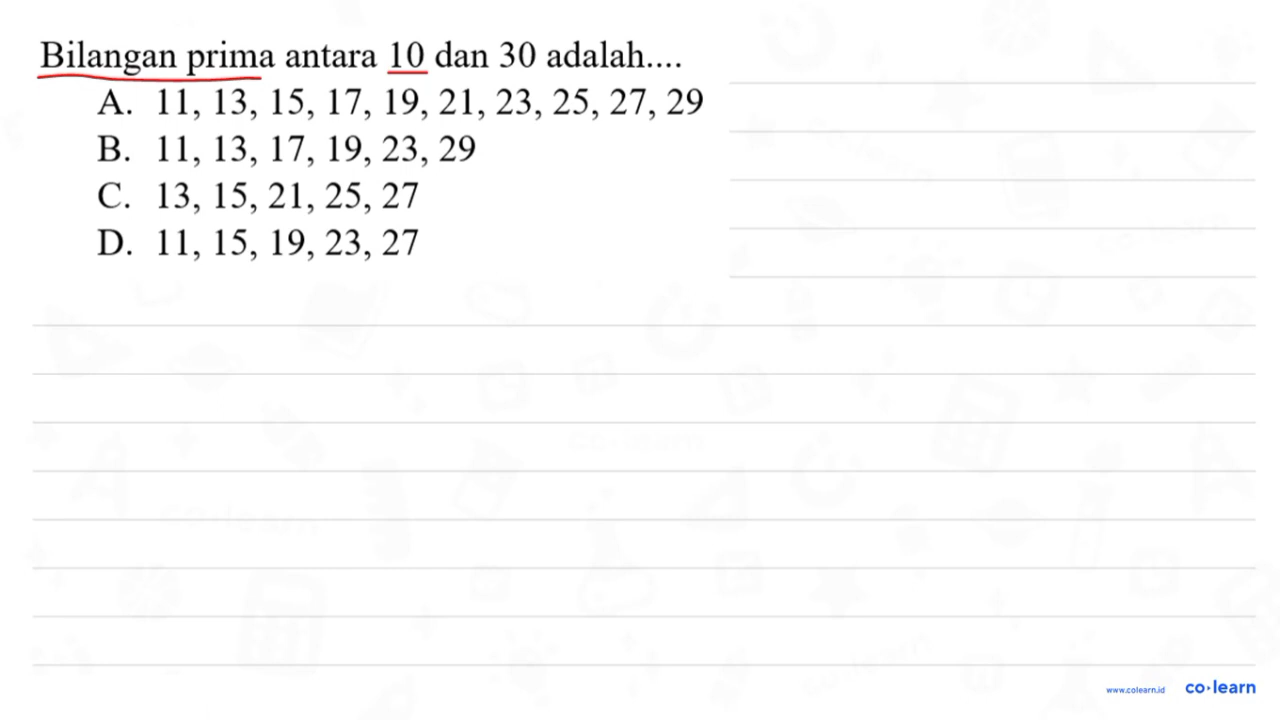 Bilangan prima antara 10 dan 30 adalah....
A. 11, 13, 15, 17, 19, 21, 23, 25, 27, 29
B. 11, 13, 17, 19, 23, 29
C. 13, 15, 21, 25, 27
D. 11, 15, 19, 23, 27
www.colearn.id co·learn